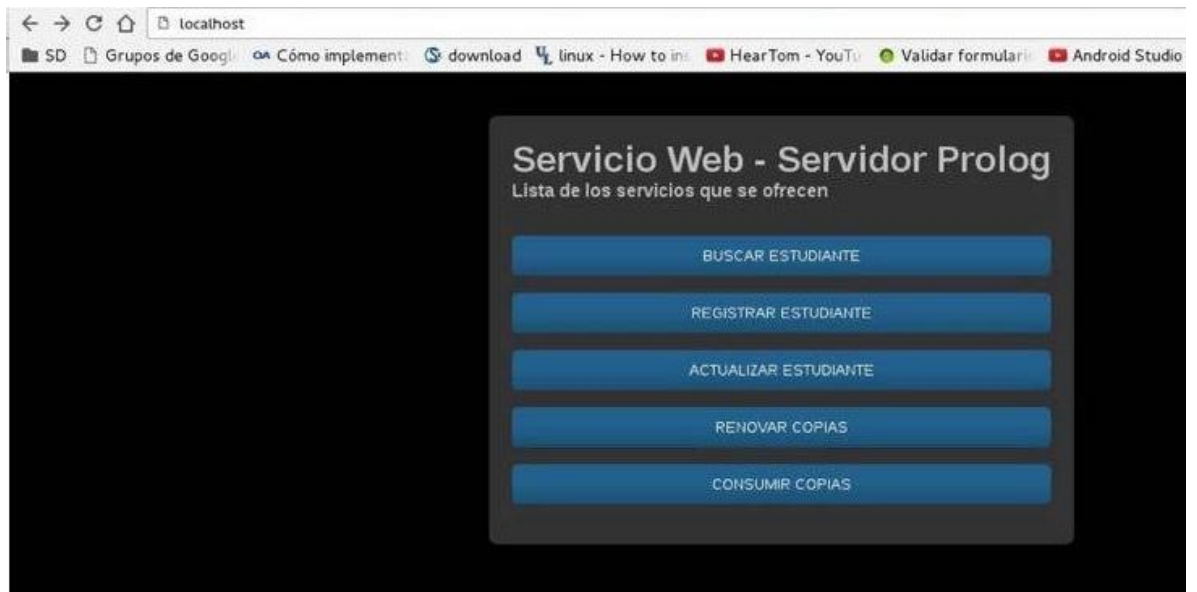 localhost
SD Grupos de Googl Cómo implement download linux - How to in HearTom - YouTu Validar formulari Android Studio
Servicio Web - Servidor Prolog
Lista de los servicios que se ofrecen
BUSCAR ESTUDIANTE
REGISTRAR ESTUDIANTE
ACTUALIZAR ESTUDIANTE
RENOVAR COPIAS
CONSUMIR COPIAS